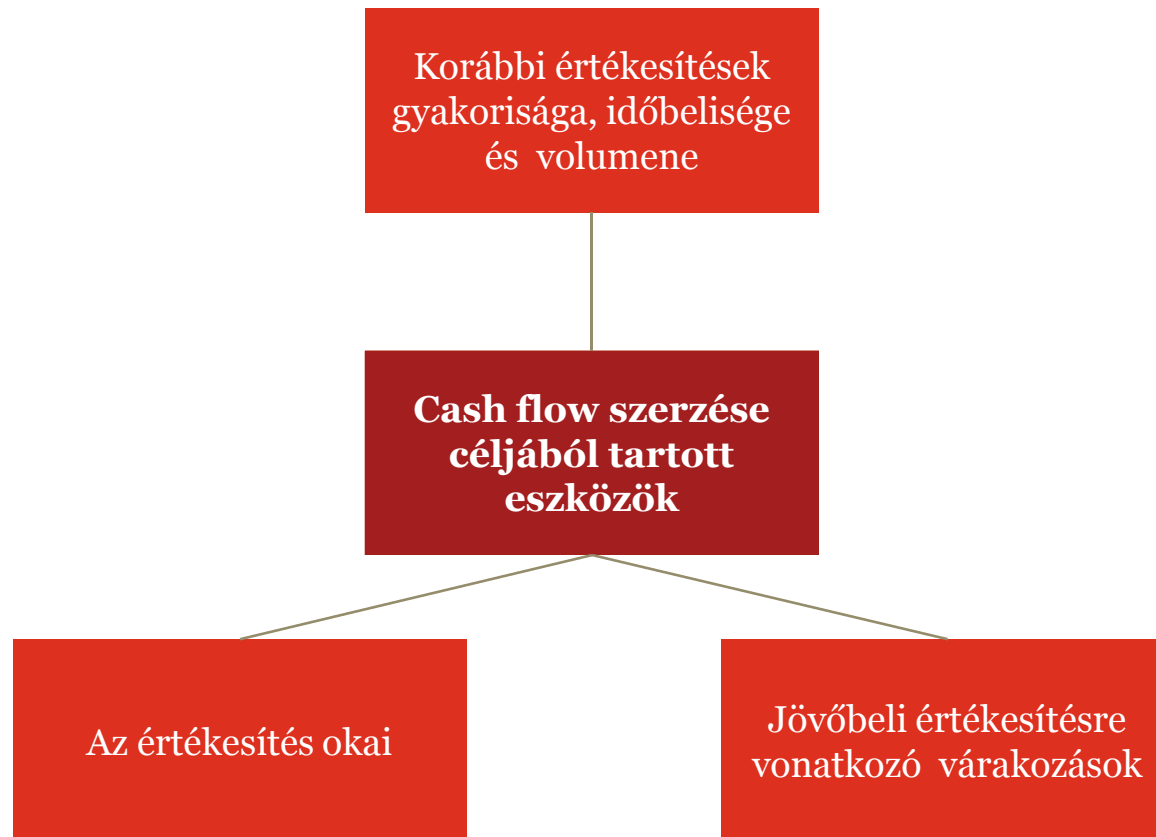 Korábbi értékesítések
gyakorisága, időbelisége
és volumene
Cash flow szerzése
céljából tartott
eszközök
Az értékesítés okai
Jövőbeli értékesítésre
vonatkozó várakozások